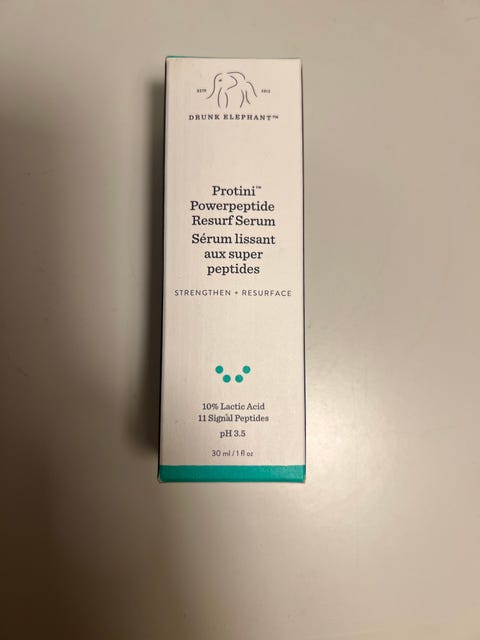 ESTD 2012
DRUNK ELEPHANT™
Protini™
Powerpeptide
Resurf Serum
Sérum lissant
aux super
peptides
STRENGTHEN + RESURFACE
10% Lactic Acid
11 Signal Peptides
pH 3.5
30 ml / 1 fl oz